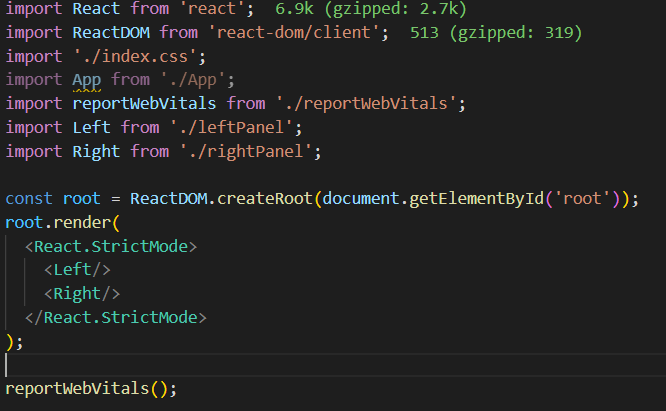 import React from 'react';  6.9k (gzipped: 2.7k)
import ReactDOM from 'react-dom/client';  513 (gzipped: 319)
import './index.css';
import App from './App';
import reportWebVitals from './reportWebVitals';
import Left from './leftPanel';
import Right from './rightPanel';

const root = ReactDOM.createRoot(document.getElementById('root'));
root.render(
  <React.StrictMode>
    <Left/>
    <Right/>
  </React.StrictMode>
);

reportWebVitals();